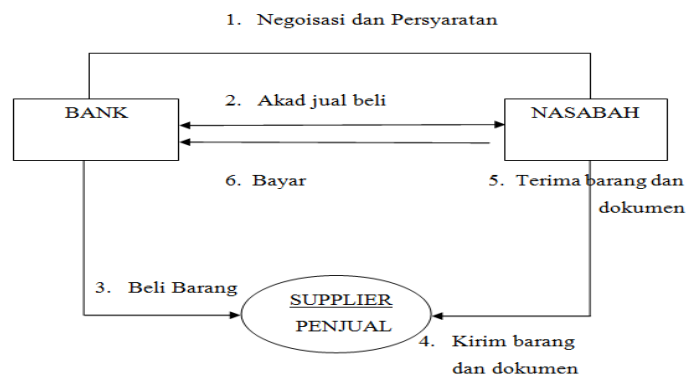 1. Negoisasi dan Persyaratan
BANK
2. Akad jual beli
NASABAH
6. Bayar
5. Terima barang dan
dokumen
3. Beli Barang
SUPPLIER
PENJUAL
4. Kirim barang
dan dokumen